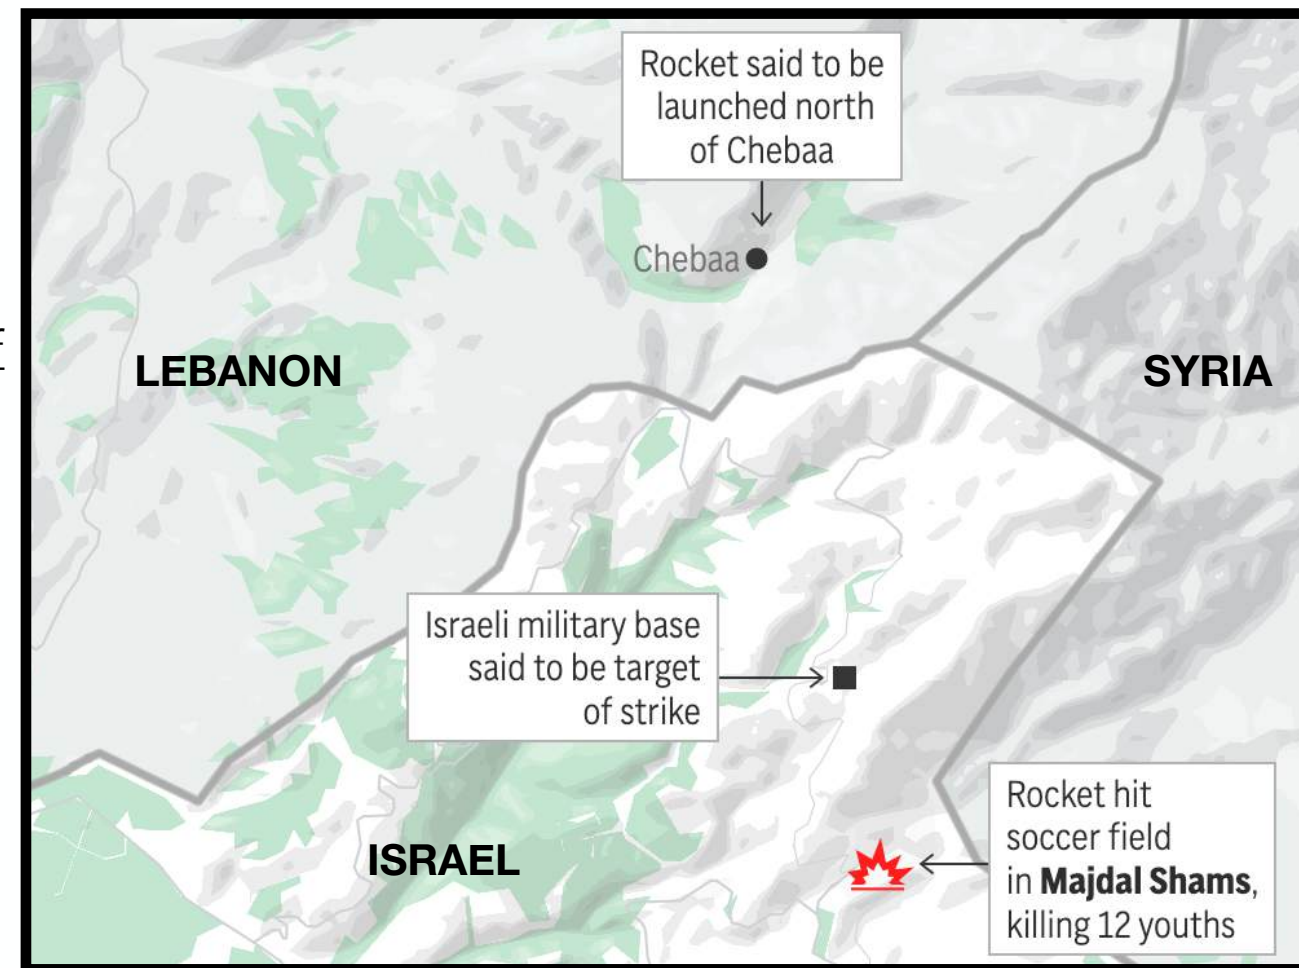 Rocket said to be
launched north
of Chebaa
Chebaa
LEBANON
SYRIA
Israeli military base
said to be target
of strike
Rocket hit
soccer field
in Majdal Shams,
killing 12 youths
ISRAEL